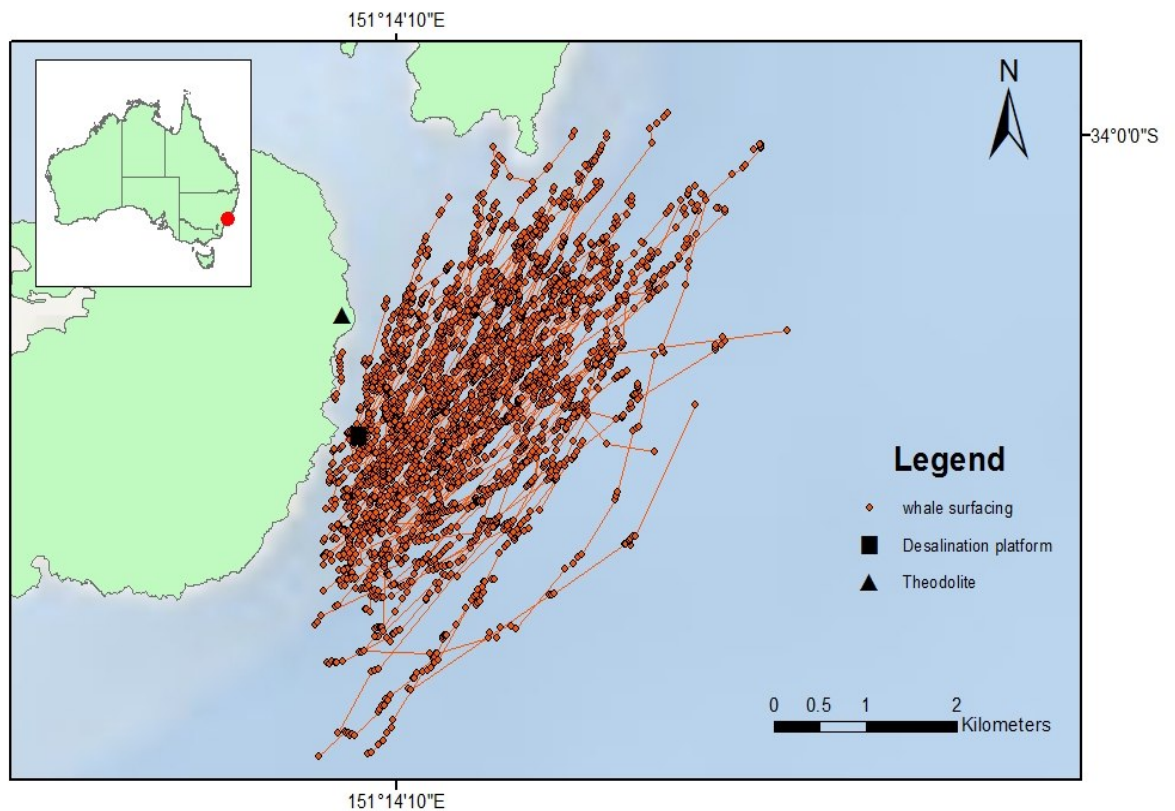 151°14'10"E
N
34°0'0"S
Legend
whale surfacing
Desalination platform
Theodolite
0 0.5 1 2
Kilometers
151°14'10"E